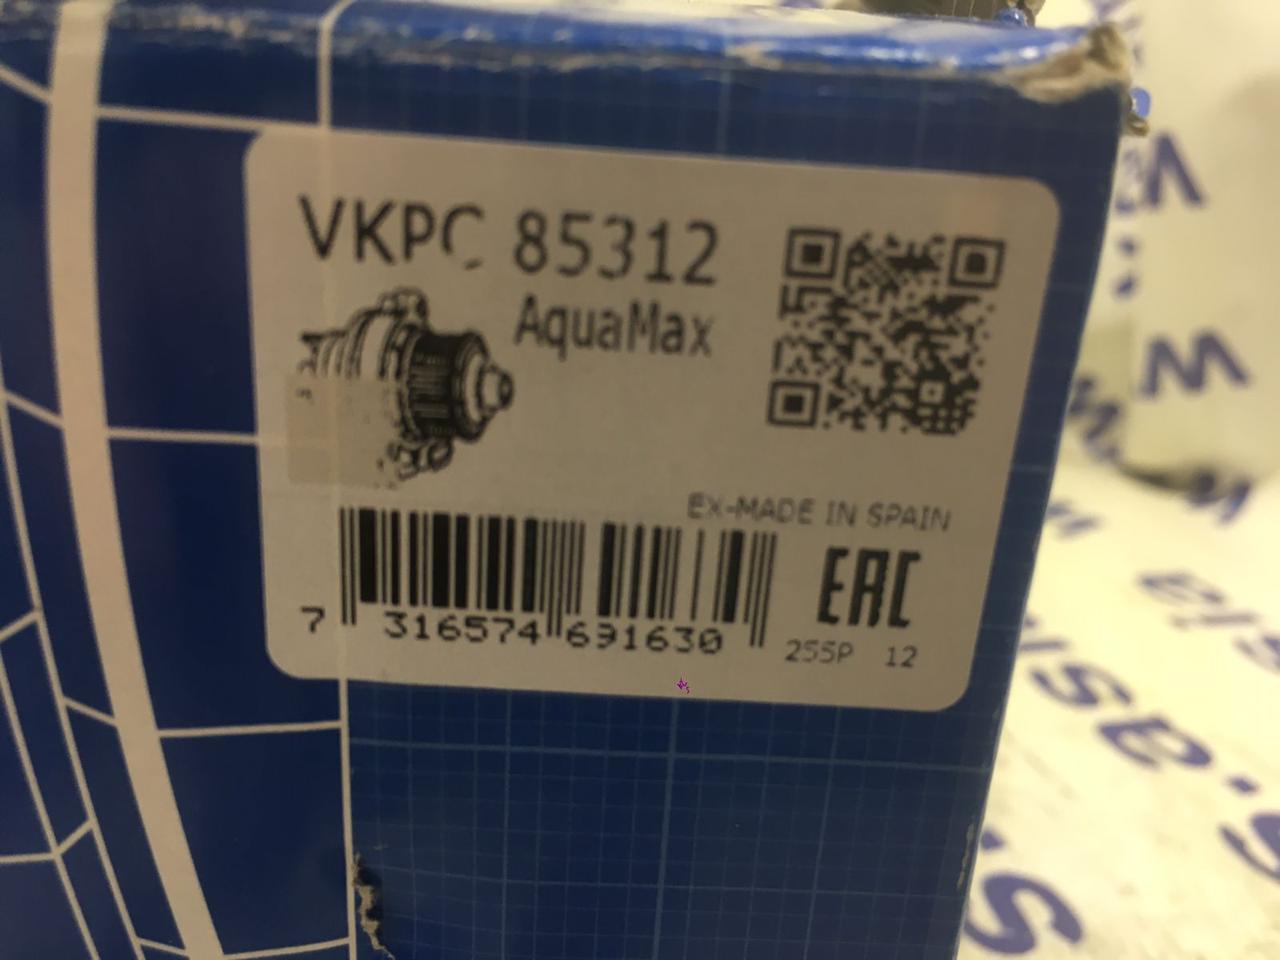 VKPC 85312
AquaMax
EX-MADE IN SPAIN
EAC
7 316574 691630
255P 12